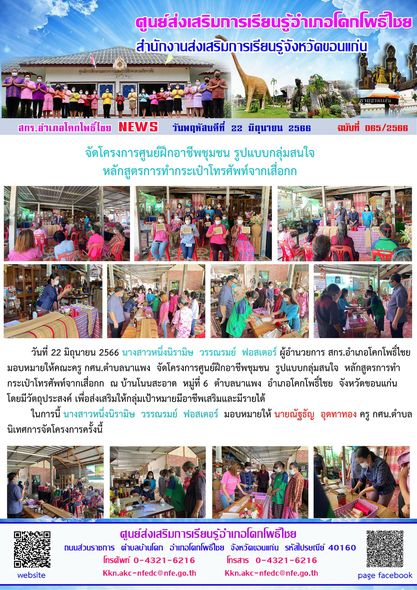 ศูนย์ส่งเสริมการเรียนรู้อำเภอโคกโพธิ์ไชย
สำนักงานส่งเสริมการเรียนรู้จังหวัดขอนแก่น
สกร.อำเภอโคกโพธิ์ไชย NEWS วันพฤหัสบดีที่ 22 มิถุนายน 2566 ฉบับที่ 065/2566
จัดโครงการศูนย์ฝึกอาชีพชุมชน รูปแบบกลุ่มสนใจ
หลักสูตรการทำกระเป๋าโทรศัพท์จากเสื่อกก
วันที่ 22 มิถุนายน 2566 นางสาวหนึ่งนิรามิษ วรรณรมย์ ฟอสเตอร์ ผู้อำนวยการ สกร.อำเภอโคกโพธิ์ไชย
มอบหมายให้คณะครู กศน.ตำบลนาแพง จัดโครงการศูนย์ฝึกอาชีพชุมชน รูปแบบกลุ่มสนใจ หลักสูตรการทำ
กระเป๋าโทรศัพท์จากเสื่อกก ณ บ้านโนนสะอาด หมู่ที่ 6 ตำบลนาแพง อำเภอโคกโพธิ์ไชย จังหวัดขอนแก่น
โดยมีวัตถุประสงค์ เพื่อส่งเสริมให้กลุ่มเป้าหมายมีอาชีพเสริมและมีรายได้
ในการนี้ นางสาวหนึ่งนิรามิษ วรรณรมย์ ฟอสเตอร์ มอบหมายให้ นายณัฐธัญ อุดทาทอง ครู กศน.ตำบล
นิเทศการจัดโครงการครั้งนี้
ศูนย์ส่งเสริมการเรียนรู้อำเภอโคกโพธิ์ไชย
ถนนส่วนราชการ ตำบลบ้านโคก อำเภอโคกโพธิ์ไชย จังหวัดขอนแก่น รหัสไปรษณีย์ 40160
โทรศัพท์ 0-4321-6216 โทรสาร 0-4321-6216
Kkn.akc-nfedc@nfe.go.th Kkn.akc-nfedc@nfe.go.th
website page facebook